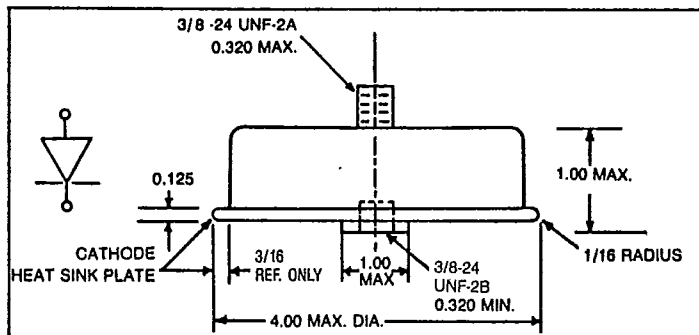 3/8 -24 UNF-2A
0.320 MAX.
0.125
1.00 MAX.
CATHODE
HEAT SINK PLATE
3/16
REF. ONLY
1.00
MAX
3/8-24
UNF-2B
0.320 MIN.
1/16 RADIUS
4.00 MAX. DIA.